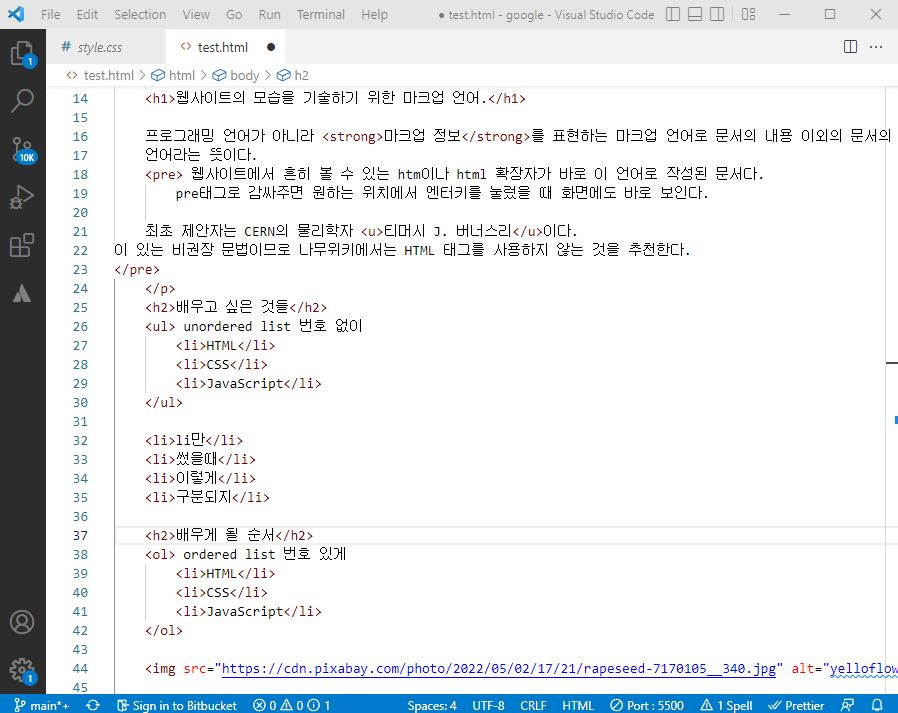 File Edit Selection View Go Run Terminal Help ● test.html - google - Visual Studio Code
# style.css <> test.html ●
<> test.html > html > body > h2
14 <h1>웹사이트의 모습을 기술하기 위한 마크업 언어.</h1>
15
16 프로그래밍 언어가 아니라 <strong>마크업 정보</strong>를 표현하는 마크업 언어로 문서의 내용 이외의 문서의
17 언어라는 뜻이다.
18 <pre> 웹사이트에서 흔히 볼 수 있는 htm이나 html 확장자가 바로 이 언어로 작성된 문서다.
19 pre태그로 감싸주면 원하는 위치에서 엔터키를 눌렀을 때 화면에도 바로 보인다.
20
21 최초 제안자는 CERN의 물리학자 <u>티머시 J. 버너스리</u>이다.
22 이 있는 비권장 문법이므로 나무위키에서는 HTML 태그를 사용하지 않는 것을 추천한다.
23 </pre>
24 </p>
25 <h2>배우고 싶은 것들</h2>
26 <ul> unordered list 번호 없이
27 <li>HTML</li>
28 <li>CSS</li>
29 <li>JavaScript</li>
30 </ul>
31
32 <li>li만</li>
33 <li>썼을때</li>
34 <li>이렇게</li>
35 <li>구분되지</li>
36
37 <h2>배우게 될 순서</h2>
38 <ol> ordered list 번호 있게
39 <li>HTML</li>
40 <li>CSS</li>
41 <li>JavaScript</li>
42 </ol>
43
44 <img src="https://cdn.pixabay.com/photo/2022/05/02/17/21/rapeseed-7170105__340.jpg" alt="yelloflow
45
1
10K
1
main*+ Sign in to Bitbucket 0 0 1 Spaces: 4 UTF-8 CRLF HTML Port : 5500 1 Spell Prettier